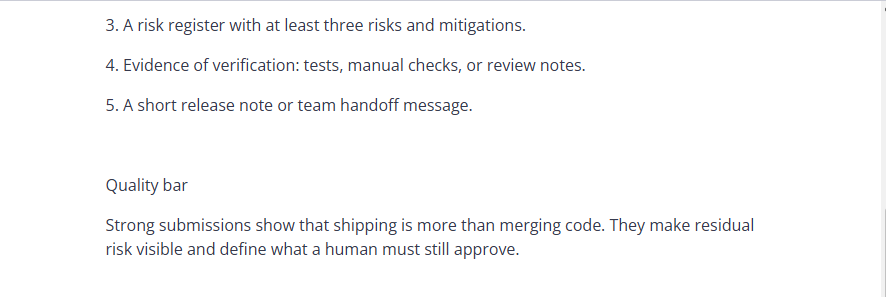 3. A risk register with at least three risks and mitigations.
4. Evidence of verification: tests, manual checks, or review notes.
5. A short release note or team handoff message.
Quality bar
Strong submissions show that shipping is more than merging code. They make residual
risk visible and define what a human must still approve.